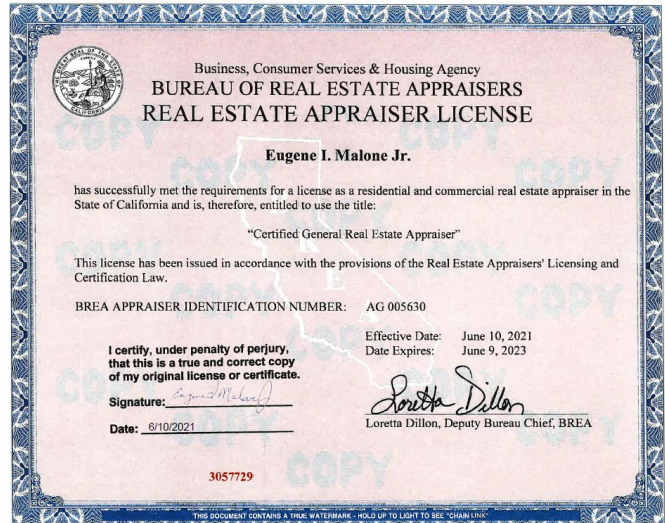 Business, Consumer Services & Housing Agency
BUREAU OF REAL ESTATE APPRAISERS
REAL ESTATE APPRAISER LICENSE
Eugene I. Malone Jr.
has successfully met the requirements for a license as a residential and commercial real estate appraiser in the
State of California and is, therefore, entitled to use the title:
“Certified General Real Estate Appraiser”
This license has been issued in accordance with the provisions of the Real Estate Appraisers' Licensing and
Certification Law.
BREA APPRAISER IDENTIFICATION NUMBER: AG 005630
Effective Date: June 10, 2021
Date Expires: June 9, 2023
I certify, under penalty of perjury,
that this is a true and correct copy
of my original license or certificate.
Signature:
Date: 6/10/2021
Loretta Dillon
Loretta Dillon, Deputy Bureau Chief, BREA
3057729
COPY
THIS DOCUMENT CONTAINS A TRUE WATERMARK - HOLD UP TO LIGHT TO SEE "CHAIN LINK"